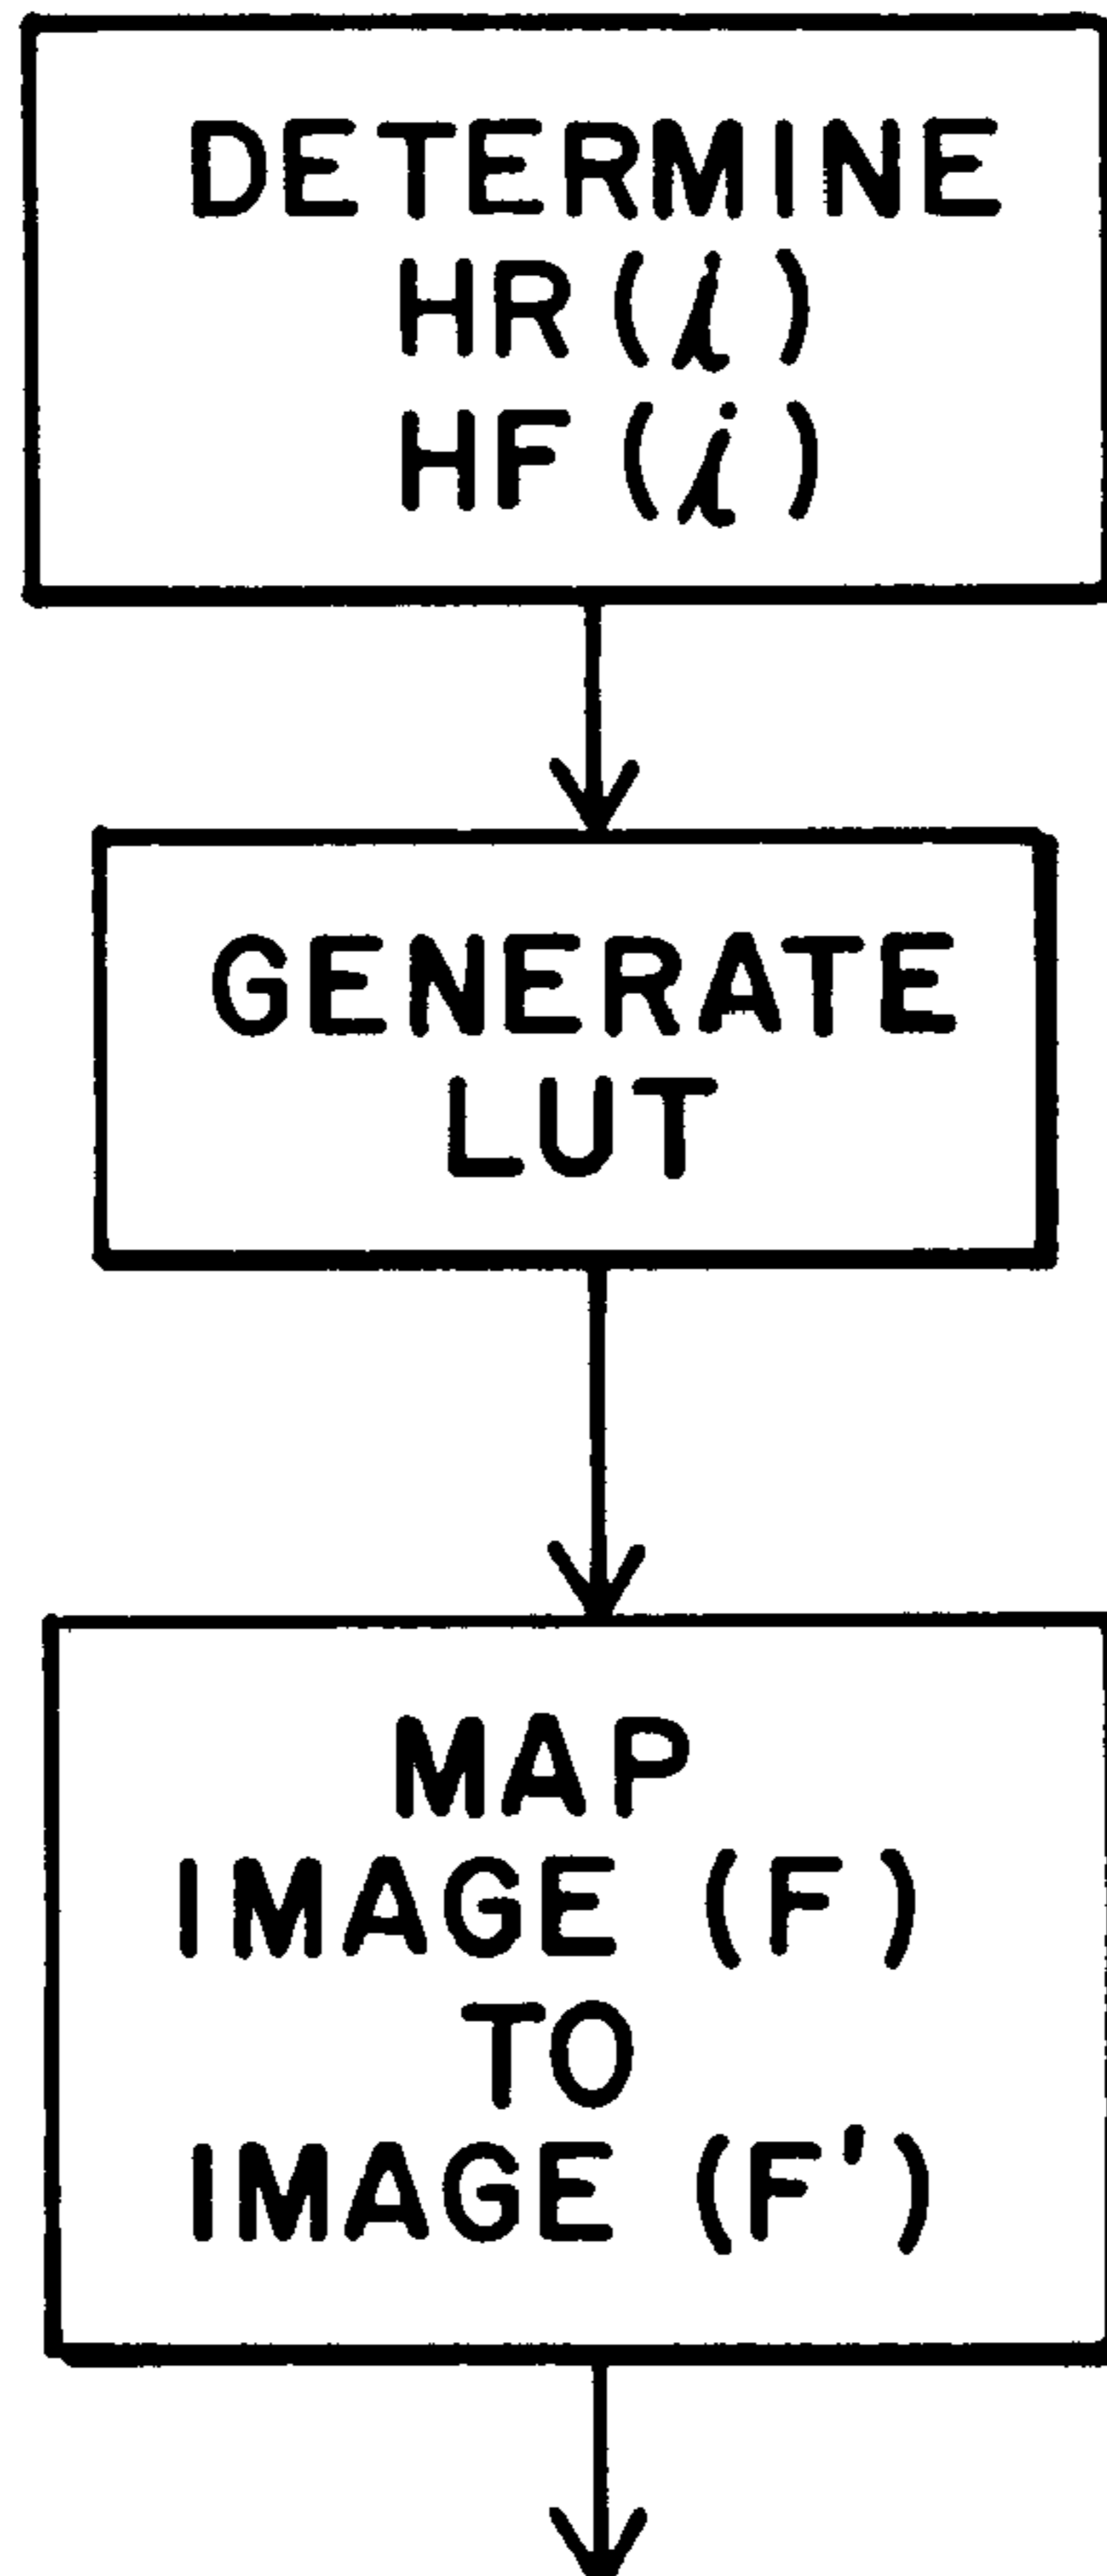 DETERMINE
HR (i)
HF (i)
GENERATE
LUT
MAP
IMAGE (F)
TO
IMAGE (F')